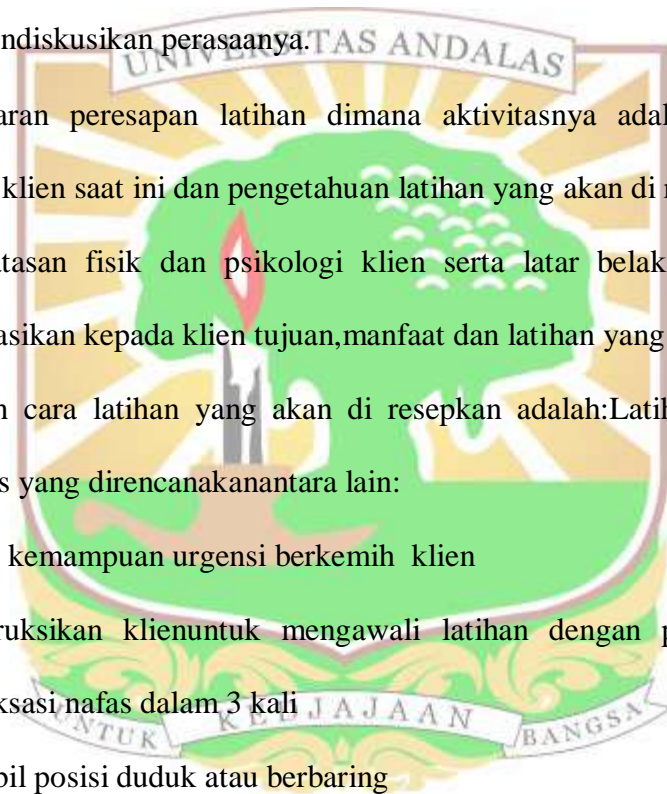 ndiskusikan perasaanya.
UNIVERSITAS ANDALAS
aran peresapan latihan dimana aktivitasnya adal
klien saat ini dan pengetahuan latihan yang akan di
atasan fisik dan psikologi klien serta latar belak
asikan kepada klien tujuan,manfaat dan latihan yang
cara latihan yang akan di resepkan adalah:Latih
s yang direncanakanantara lain:
kemampuan urgensi berkemih klien
ruksikan klienuntuk mengawali latihan dengan p
ksasi nafas dalam 3 kali
UNTUK KEDJAJAAN BANGSA
bil posisi duduk atau berbaring